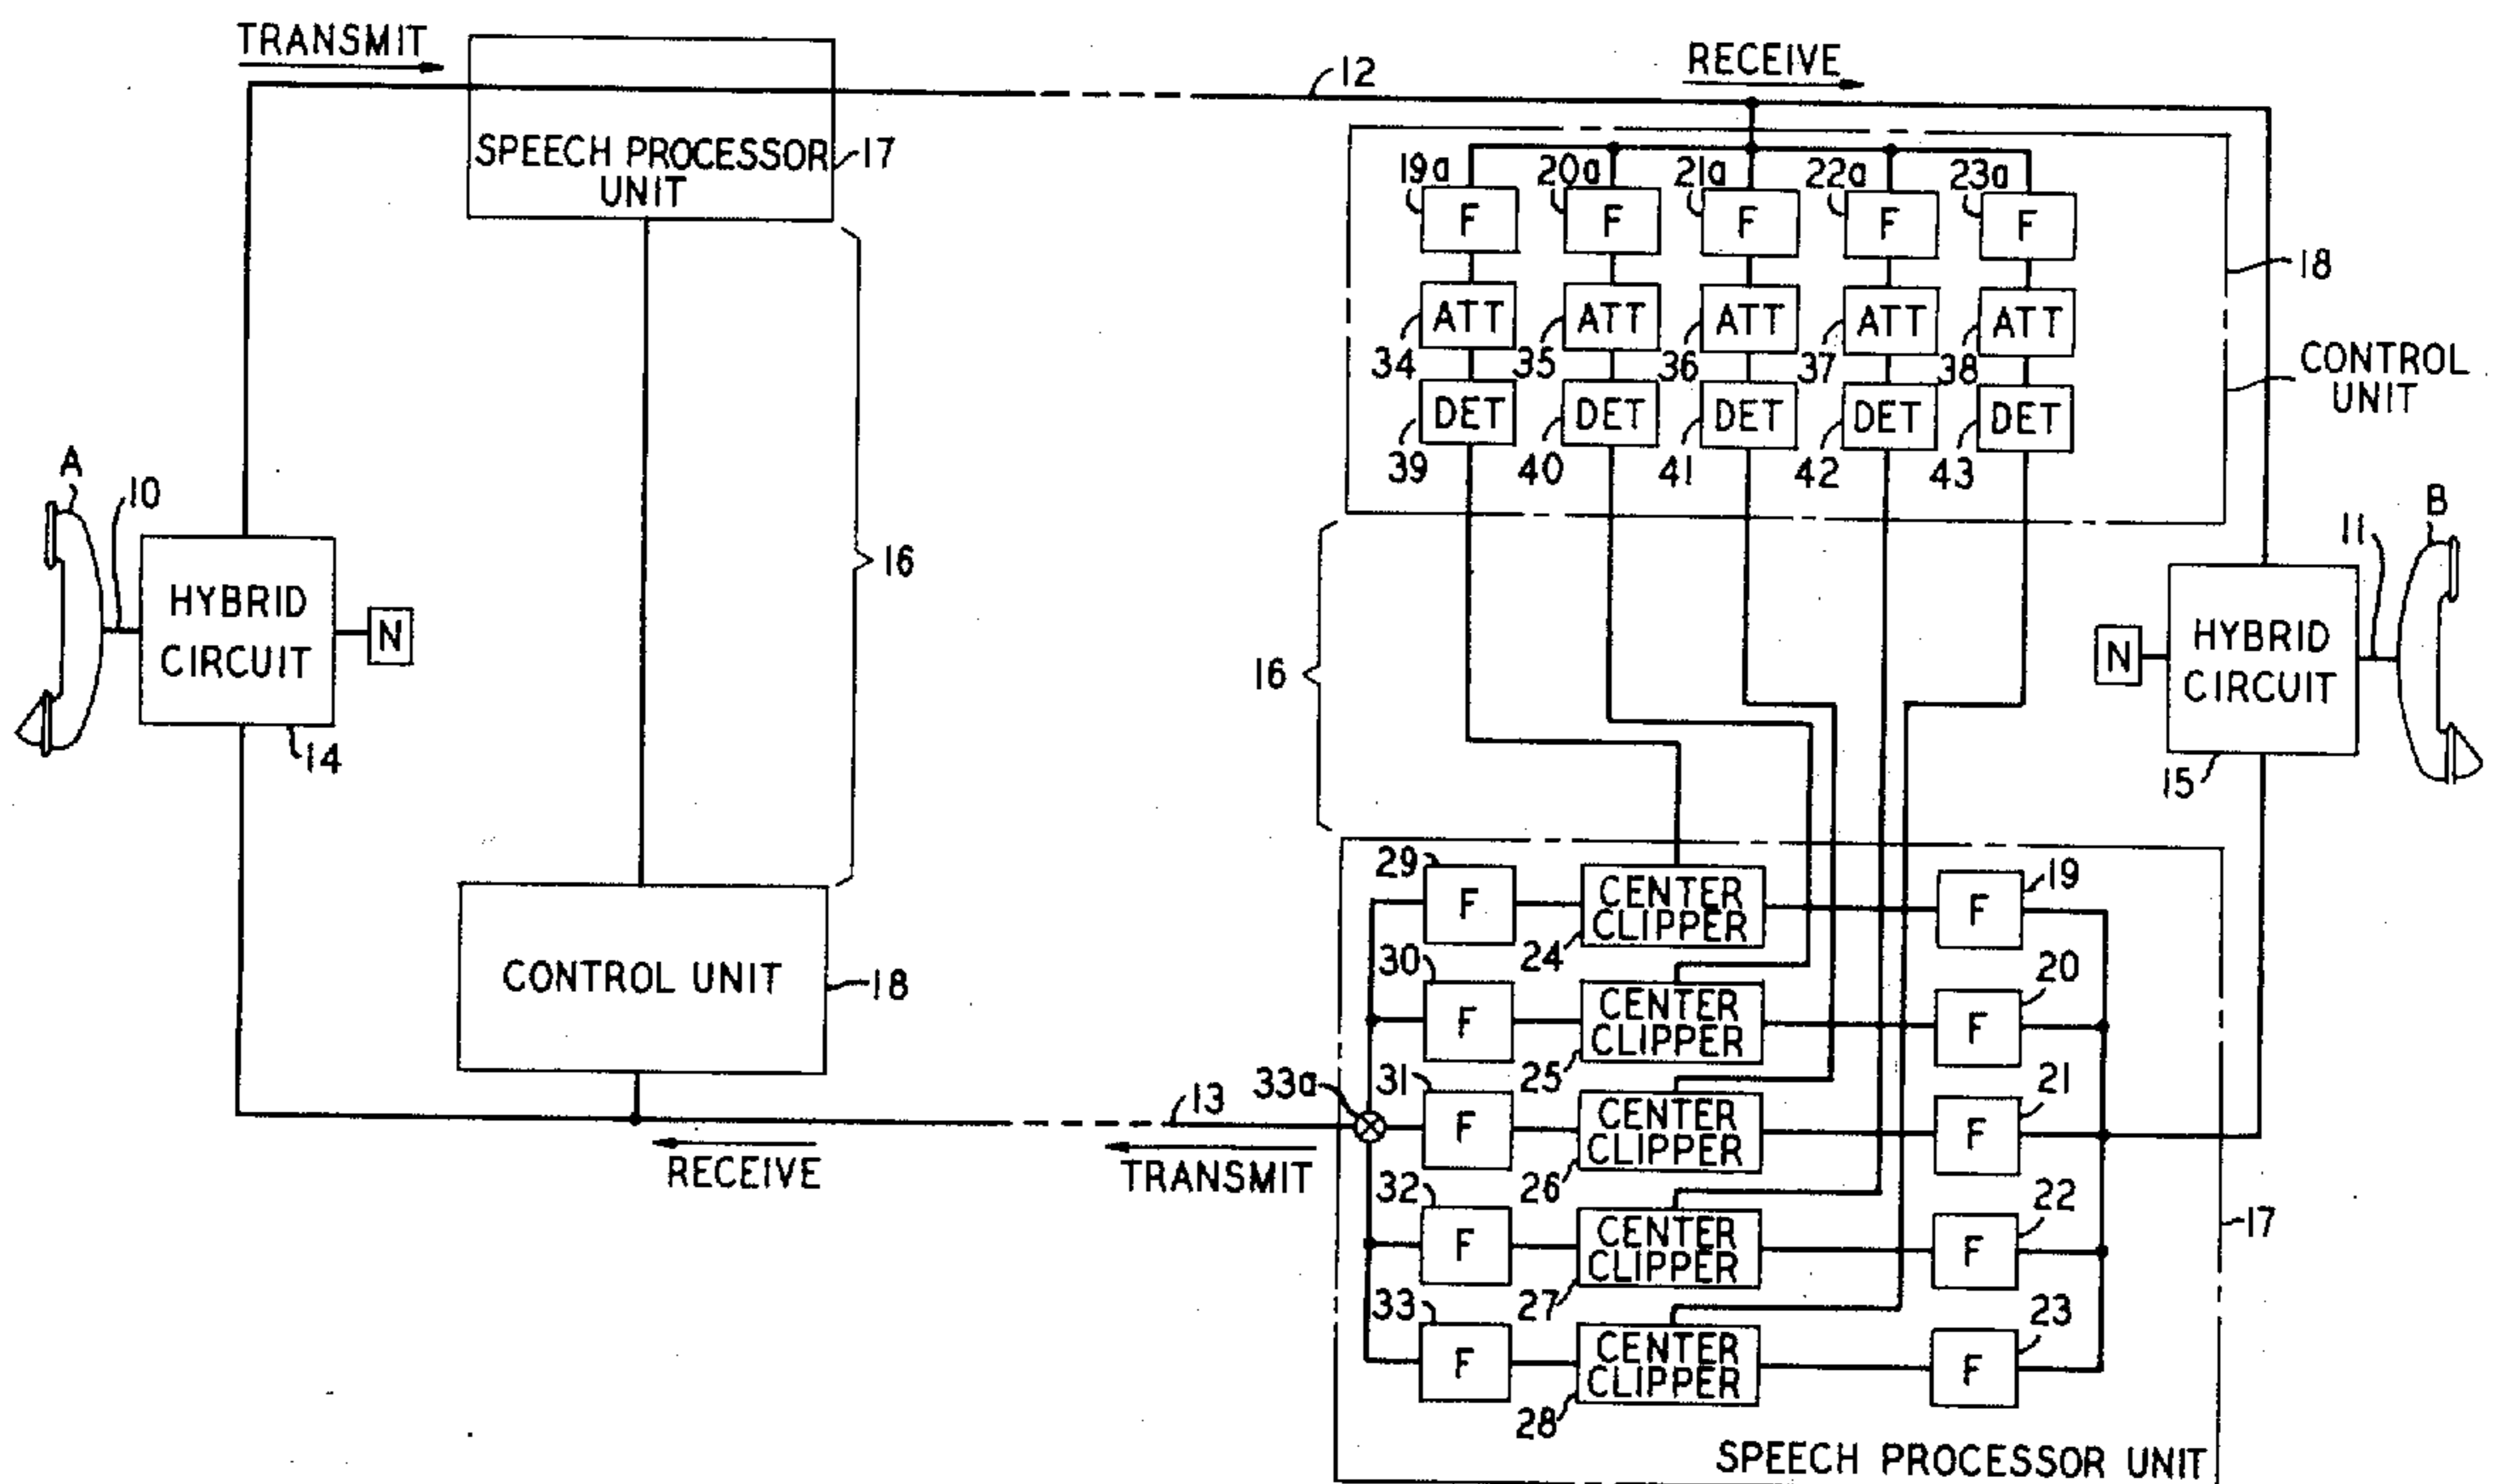 TRANSMIT
RECEIVE
12
SPEECH PROCESSOR
UNIT
17
19a
20a
21a
22a
23a
F
F
F
F
F
18
ATT
ATT
ATT
ATT
ATT
34
35
36
37
38
CONTROL
UNIT
DET
DET
DET
DET
DET
39
40
41
42
43
A
10
HYBRID
CIRCUIT
N
14
16
16
B
11
N
HYBRID
CIRCUIT
15
29
F
CENTER
CLIPPER
24
F
19
30
F
CENTER
CLIPPER
25
F
20
CONTROL UNIT
18
33a
31
F
CENTER
CLIPPER
26
F
21
13
RECEIVE
TRANSMIT
32
F
CENTER
CLIPPER
27
F
22
17
33
F
CENTER
CLIPPER
28
F
23
SPEECH PROCESSOR UNIT